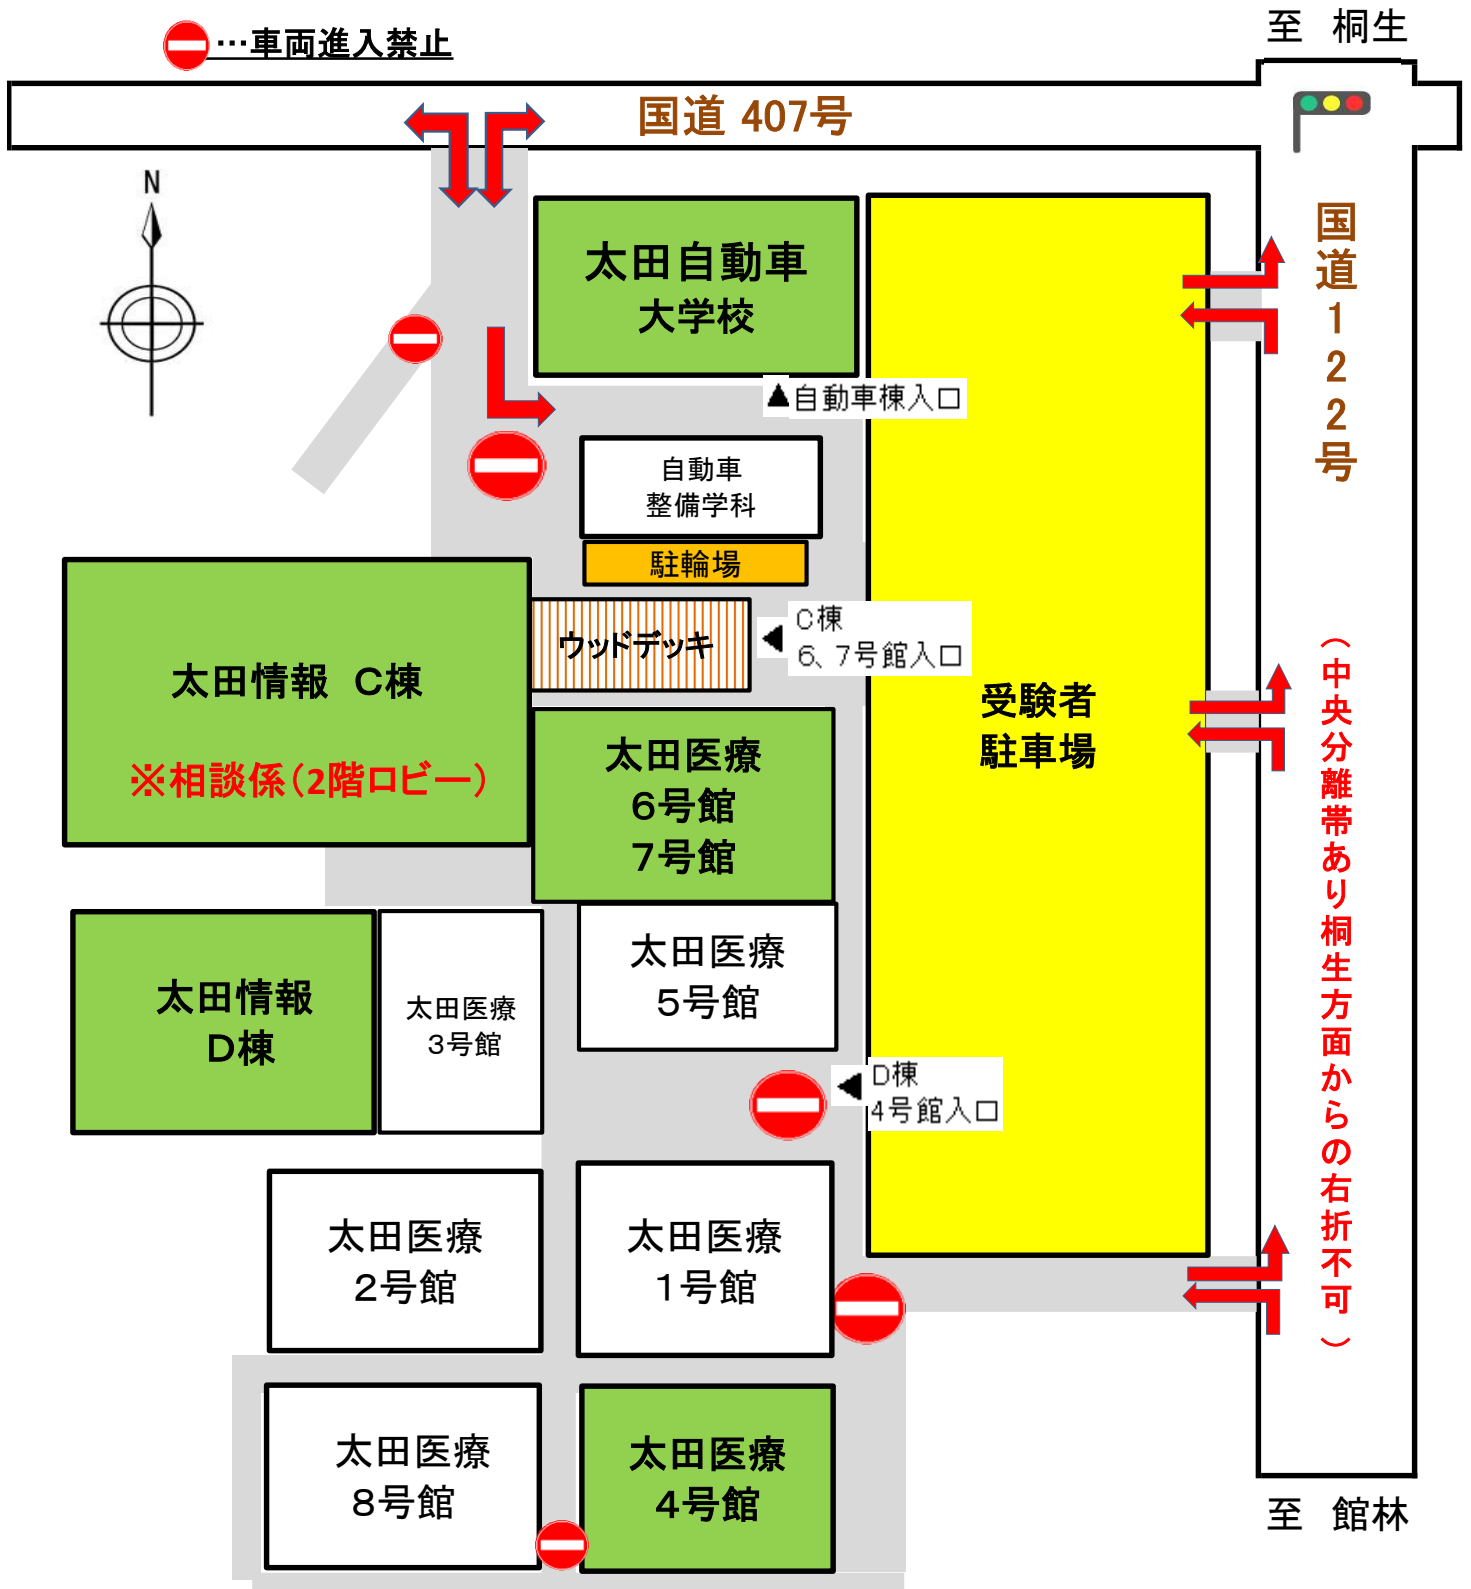 …車両進入禁止
至　桐生
国道 407号
N
太田自動車
大学校
国道122号
▲自動車棟入口
自動車
整備学科
駐輪場
C棟
6、7号館入口
ウッドデッキ
太田情報　C棟
※相談係（2階ロビー）
受験者
駐車場
（中央分離帯あり桐生方面からの右折不可）
太田医療
6号館
7号館
太田医療
5号館
太田情報
D棟
太田医療
3号館
D棟
4号館入口
太田医療
2号館
太田医療
1号館
太田医療
8号館
太田医療
4号館
至　館林